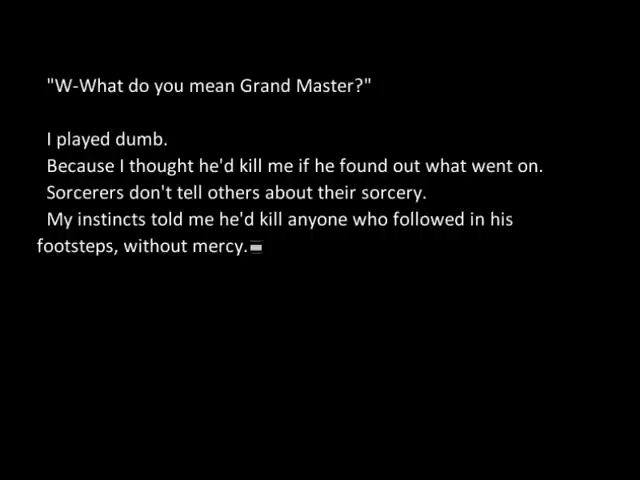 "W-What do you mean Grand Master?"
I played dumb.
Because I thought he'd kill me if he found out what went on.
Sorcerers don't tell others about their sorcery.
My instincts told me he'd kill anyone who followed in his
footsteps, without mercy.